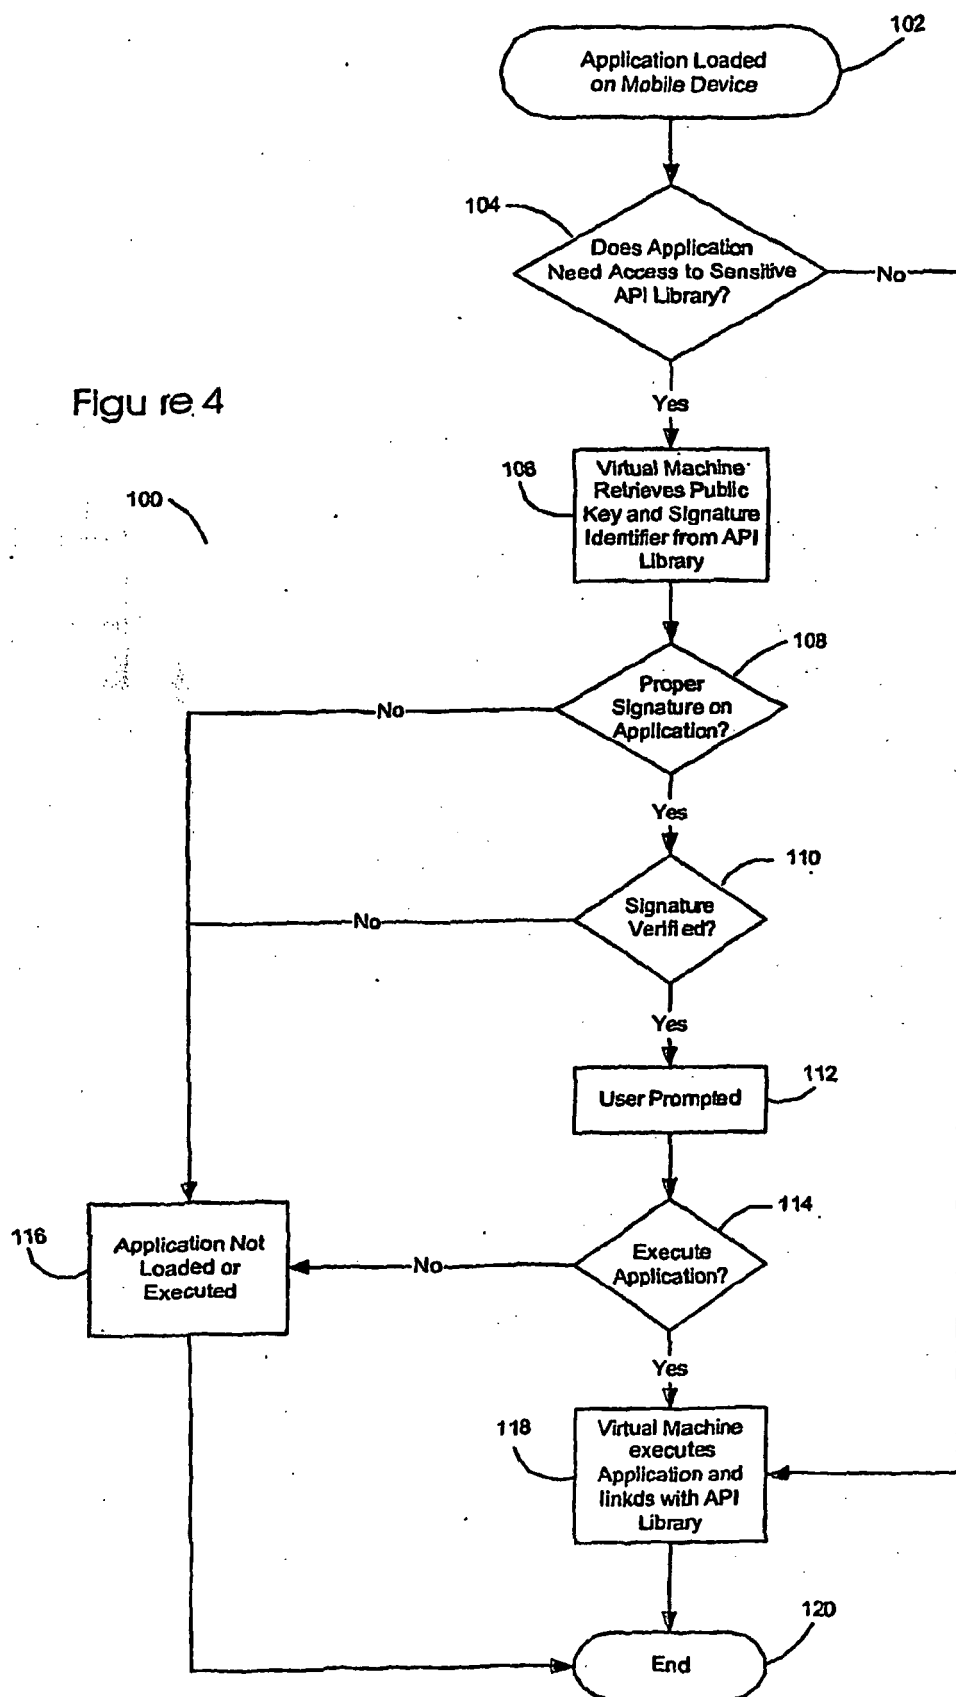 102
Application Loaded
on Mobile Device
104
Does Application
Need Access to Sensitive
API Library?
No
Figu re 4
Yes
108
Virtual Machine
Retrieves Public
Key and Signature
Identifier from API
Library
100
108
Proper
Signature on
Application?
No
Yes
110
Signature
Verified?
No
Yes
112
User Prompted
114
116
Application Not
Loaded or
Executed
No
Execute
Application?
Yes
118
Virtual Machine
executes
Application and
linkds with API
Library
120
End